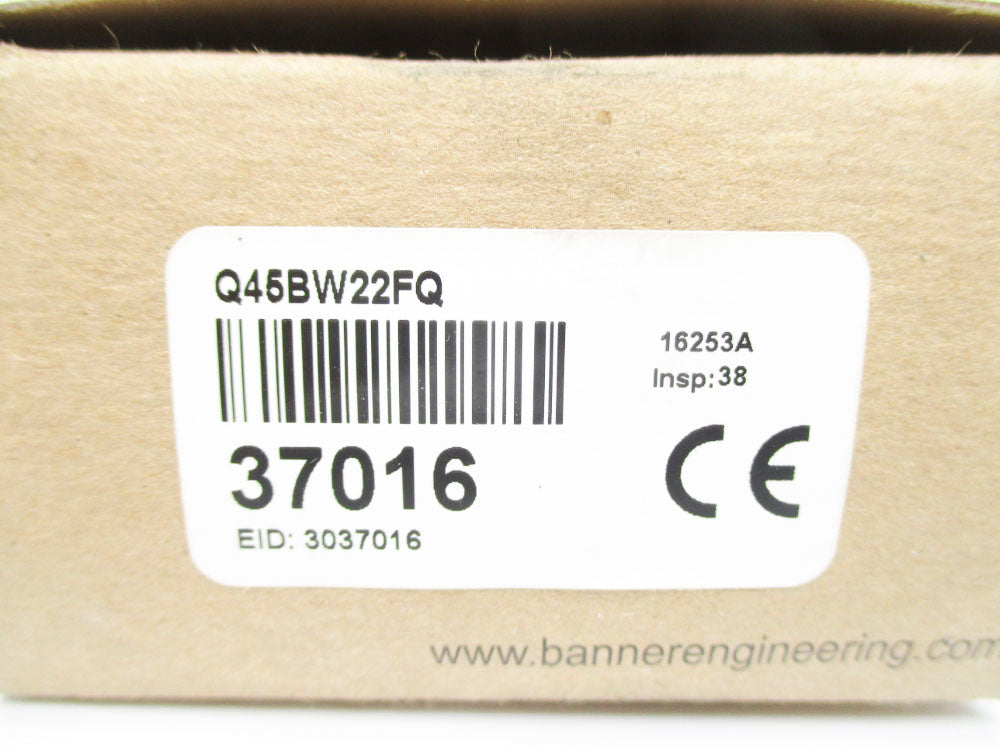 Q45BW22FQ
16253A
Insp:38
37016
CE
EID: 3037016
www.bannerengineering.com